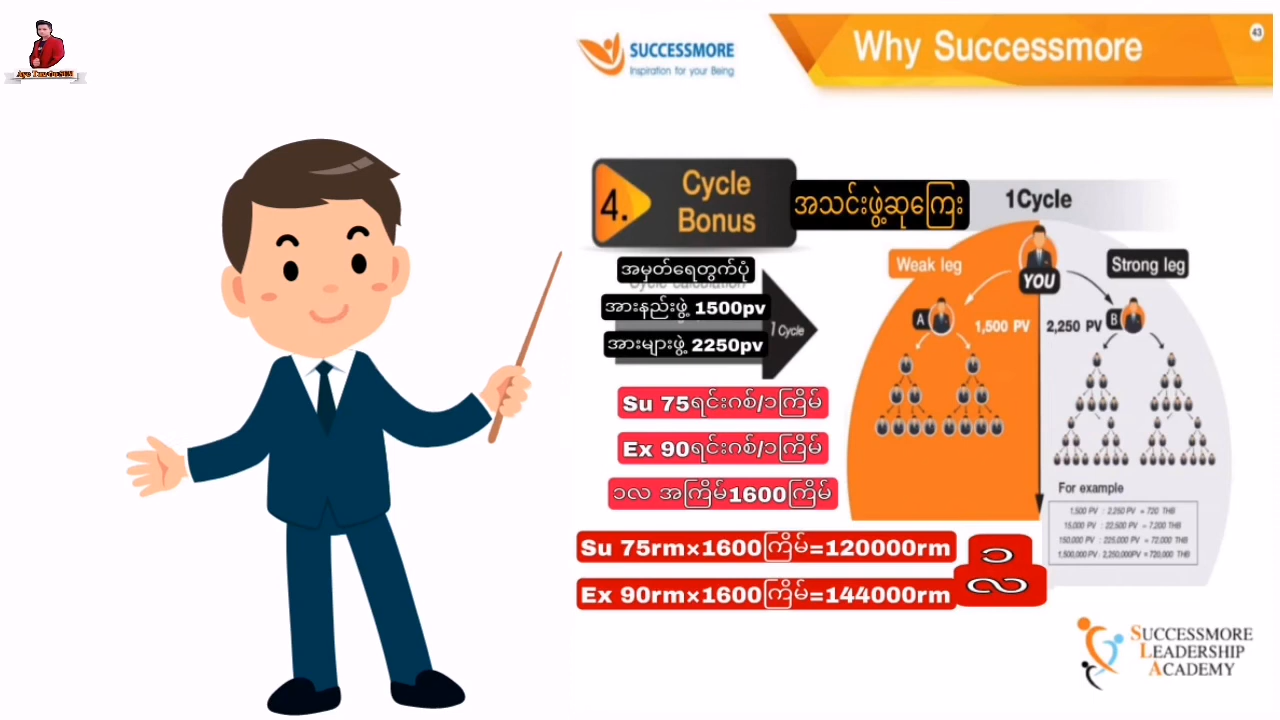 Aye Tun
SUCCESSMORE
Inspiration for your Being
Why Successmore
43
4.
Cycle
Bonus
အသင်းဖွဲ့ဆုကြေး
1Cycle
Weak leg
Strong leg
YOU
A
1,500 PV
2,250 PV
B
အမှတ်ရေတွက်ပုံ
Cycle calculation
အားနည်းဖွဲ့ 1500pv
1 Cycle
အားများဖွဲ့ 2250pv
Su 75ရင်းဂစ်/၁ကြိမ်
Ex 90ရင်းဂစ်/၁ကြိမ်
၁လ အကြိမ်1600ကြိမ်
For example
1,500 PV : 2,250 PV = 720 THB
15,000 PV : 22,500 PV = 7,200 THB
150,000 PV : 225,000 PV = 72,000 THB
1,500,000 PV : 2,250,000PV = 720,000 THB
Su 75rm×1600ကြိမ်=120000rm
Ex 90rm×1600ကြိမ်=144000rm
၁
လ
SUCCESSMORE
LEADERSHIP
ACADEMY